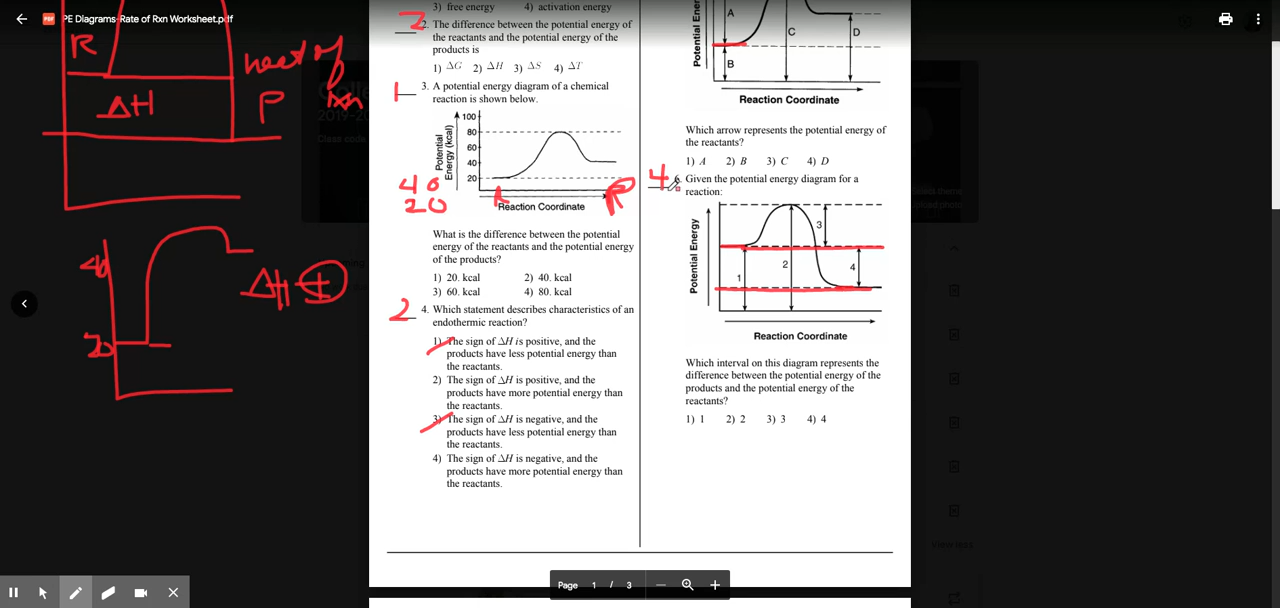 PDF PE Diagrams-Rate of Rxn Worksheet.pdf
R
heat of
rxn
ΔH
P
40
20
ΔH +
3) free energy 4) activation energy
2 2. The difference between the potential energy of
the reactants and the potential energy of the
products is
1) ΔG 2) ΔH 3) ΔS 4) ΔT
1 3. A potential energy diagram of a chemical
reaction is shown below.
Potential
Energy (kcal)
100
80
60
40
20
40
20
R
P
Reaction Coordinate
What is the difference between the potential
energy of the reactants and the potential energy
of the products?
1) 20. kcal 2) 40. kcal
3) 60. kcal 4) 80. kcal
2 4. Which statement describes characteristics of an
endothermic reaction?
1) The sign of ΔH is positive, and the
products have less potential energy than
the reactants.
2) The sign of ΔH is positive, and the
products have more potential energy than
the reactants.
3) The sign of ΔH is negative, and the
products have less potential energy than
the reactants.
4) The sign of ΔH is negative, and the
products have more potential energy than
the reactants.
Potential Ener
A
B
C
D
Reaction Coordinate
Which arrow represents the potential energy of
the reactants?
1) A 2) B 3) C 4) D
4 6. Given the potential energy diagram for a
reaction:
Potential Energy
1
2
3
4
Reaction Coordinate
Which interval on this diagram represents the
difference between the potential energy of the
products and the potential energy of the
reactants?
1) 1 2) 2 3) 3 4) 4
Page 1 / 3